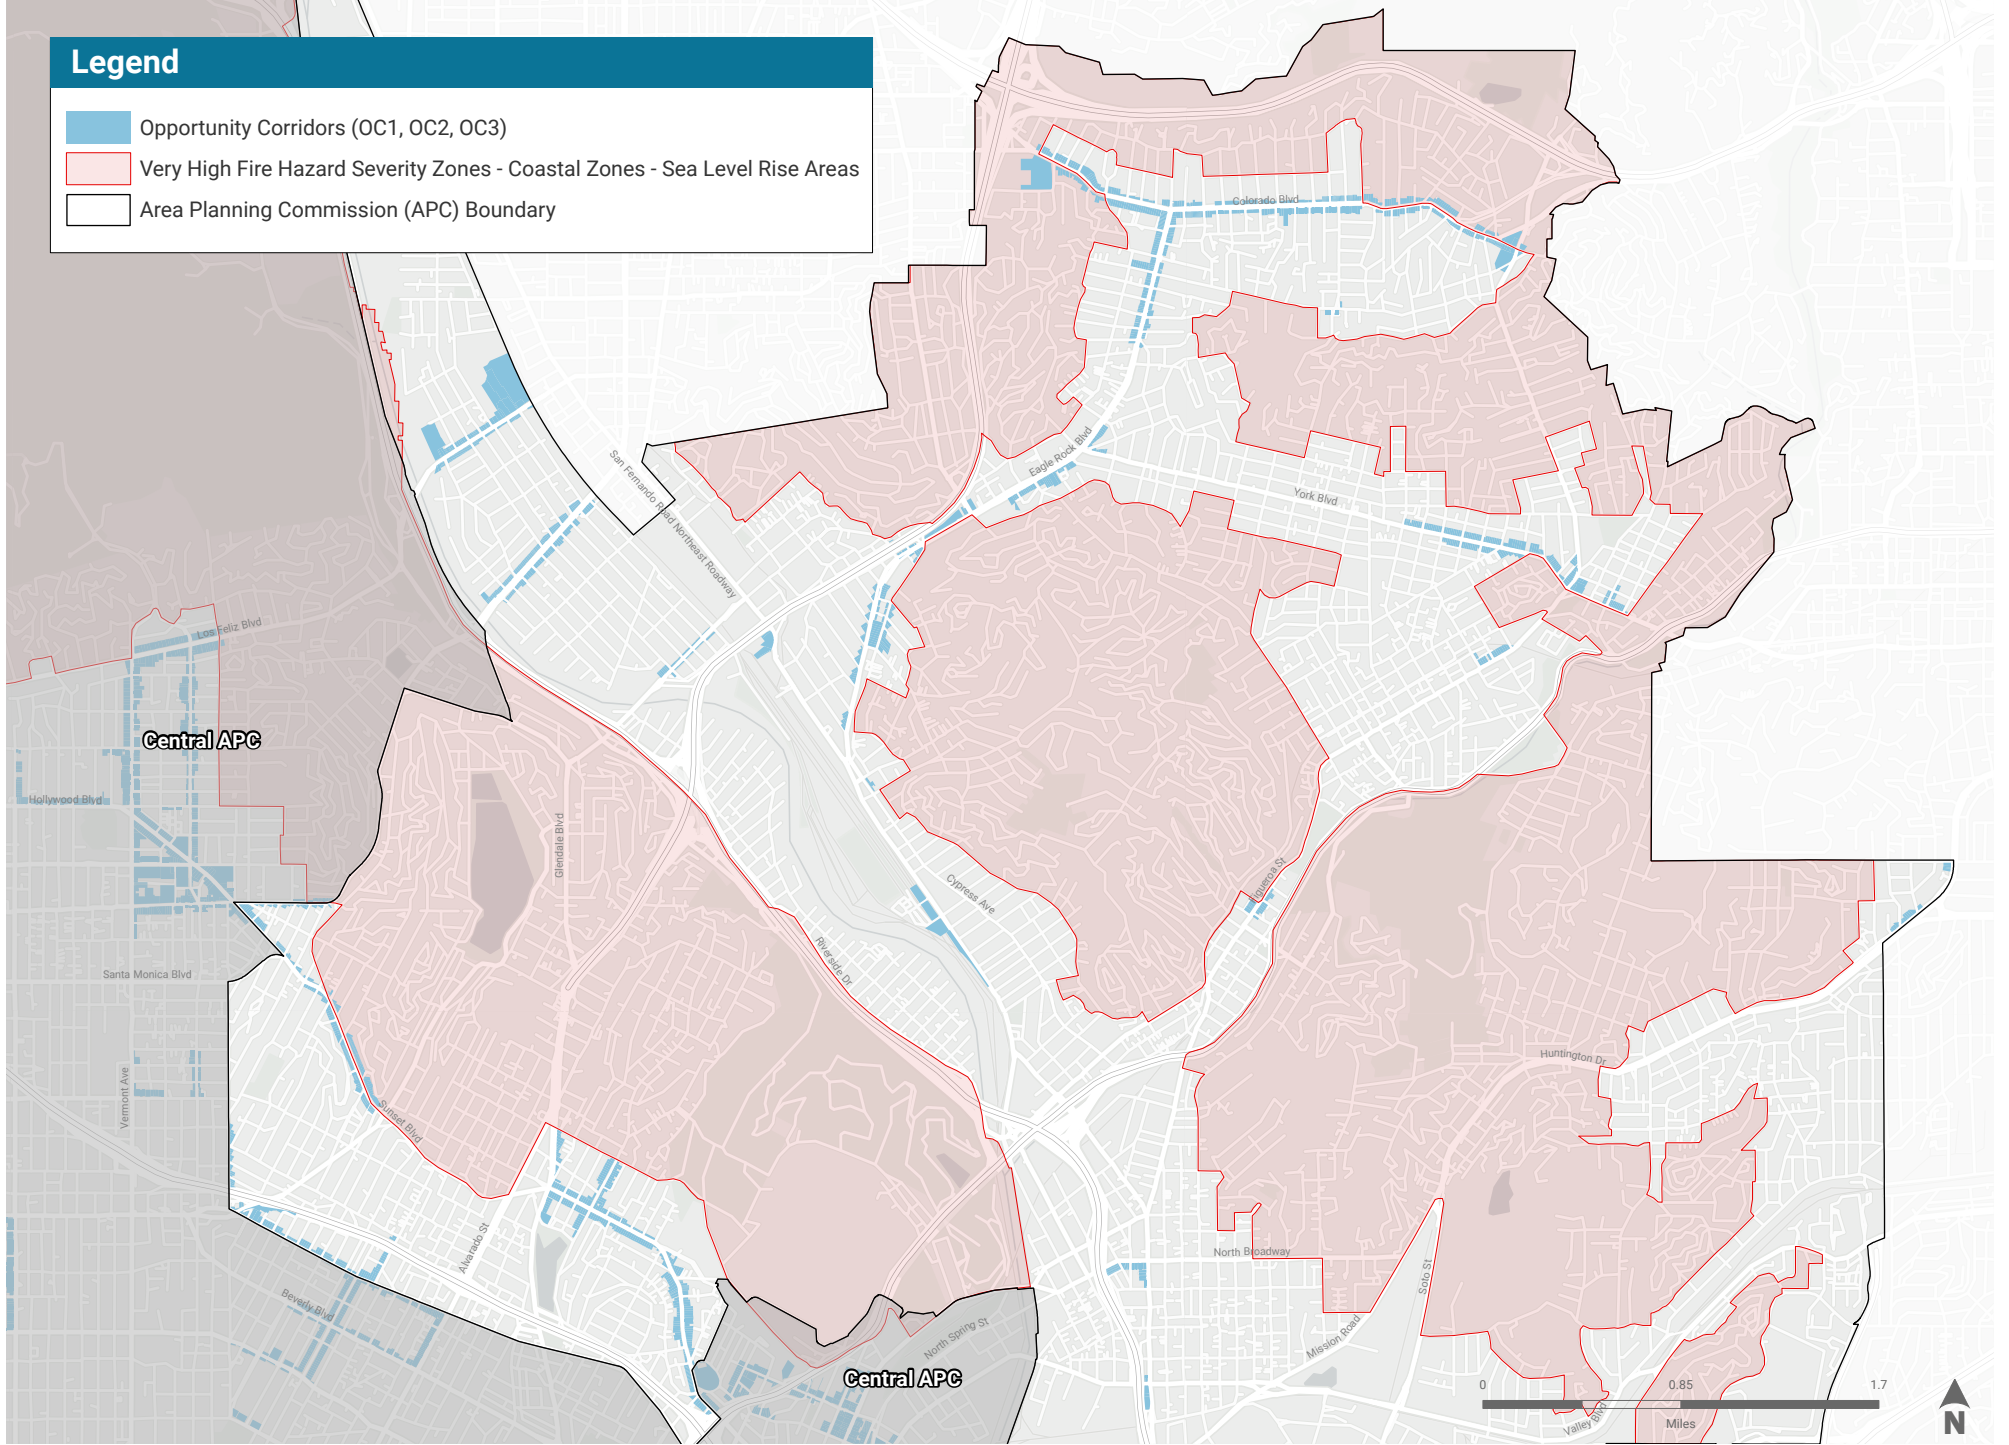 Legend
Opportunity Corridors (OC1, OC2, OC3)
Very High Fire Hazard Severity Zones - Coastal Zones - Sea Level Rise Areas
Area Planning Commission (APC) Boundary
Colorado Blvd
Eagle Rock Blvd
San Fernando Road Northeast Roadway
York Blvd
Los Feliz Blvd
Central APC
Hollywood Blvd
Glendale Blvd
Figueroa St
Cypress Ave
Riverside Dr
Santa Monica Blvd
Huntington Dr
Vermont Ave
Sunset Blvd
Alvarado St
North Broadway
Soto St
Beverly Blvd
North Spring St
Mission Road
Central APC
0 0.85 1.7
Miles
Valley Blvd
N